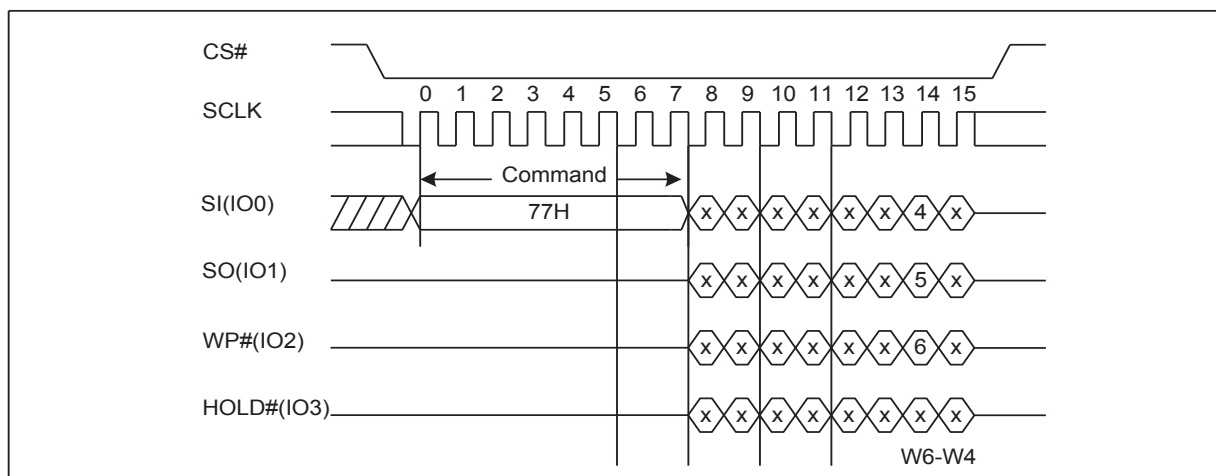 CS#
0 1 2 3 4 5 6 7 8 9 10 11 12 13 14 15
SCLK
Command
SI(IO0) 77H x x x x x x 4 x
SO(IO1) x x x x x x 5 x
WP#(IO2) x x x x x x 6 x
HOLD#(IO3) x x x x x x x x
W6-W4